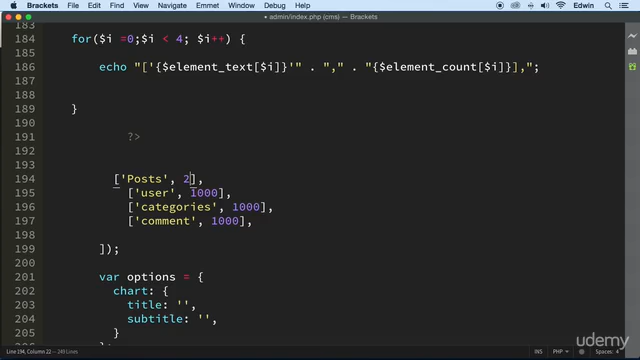 Brackets File Edit Find View Navigate Emmet Debug Help Edwin
admin/index.php (cms) — Brackets
183
184 for($i =0;$i < 4; $i++) {
185
186 echo "['{$element_text[$i]}'" . "," . "{$element_count[$i]}],";
187
188
189 }
190
191 ?>
192
193
194 ['Posts', 2],
195 ['user', 1000],
196 ['categories', 1000],
197 ['comment', 1000],
198
199 ]);
200
201 var options = {
202 chart: {
203 title: '',
204 subtitle: '',
205 }
206 };
Line 194, Column 22 — 249 Lines INS PHP Spaces: 4
udemy